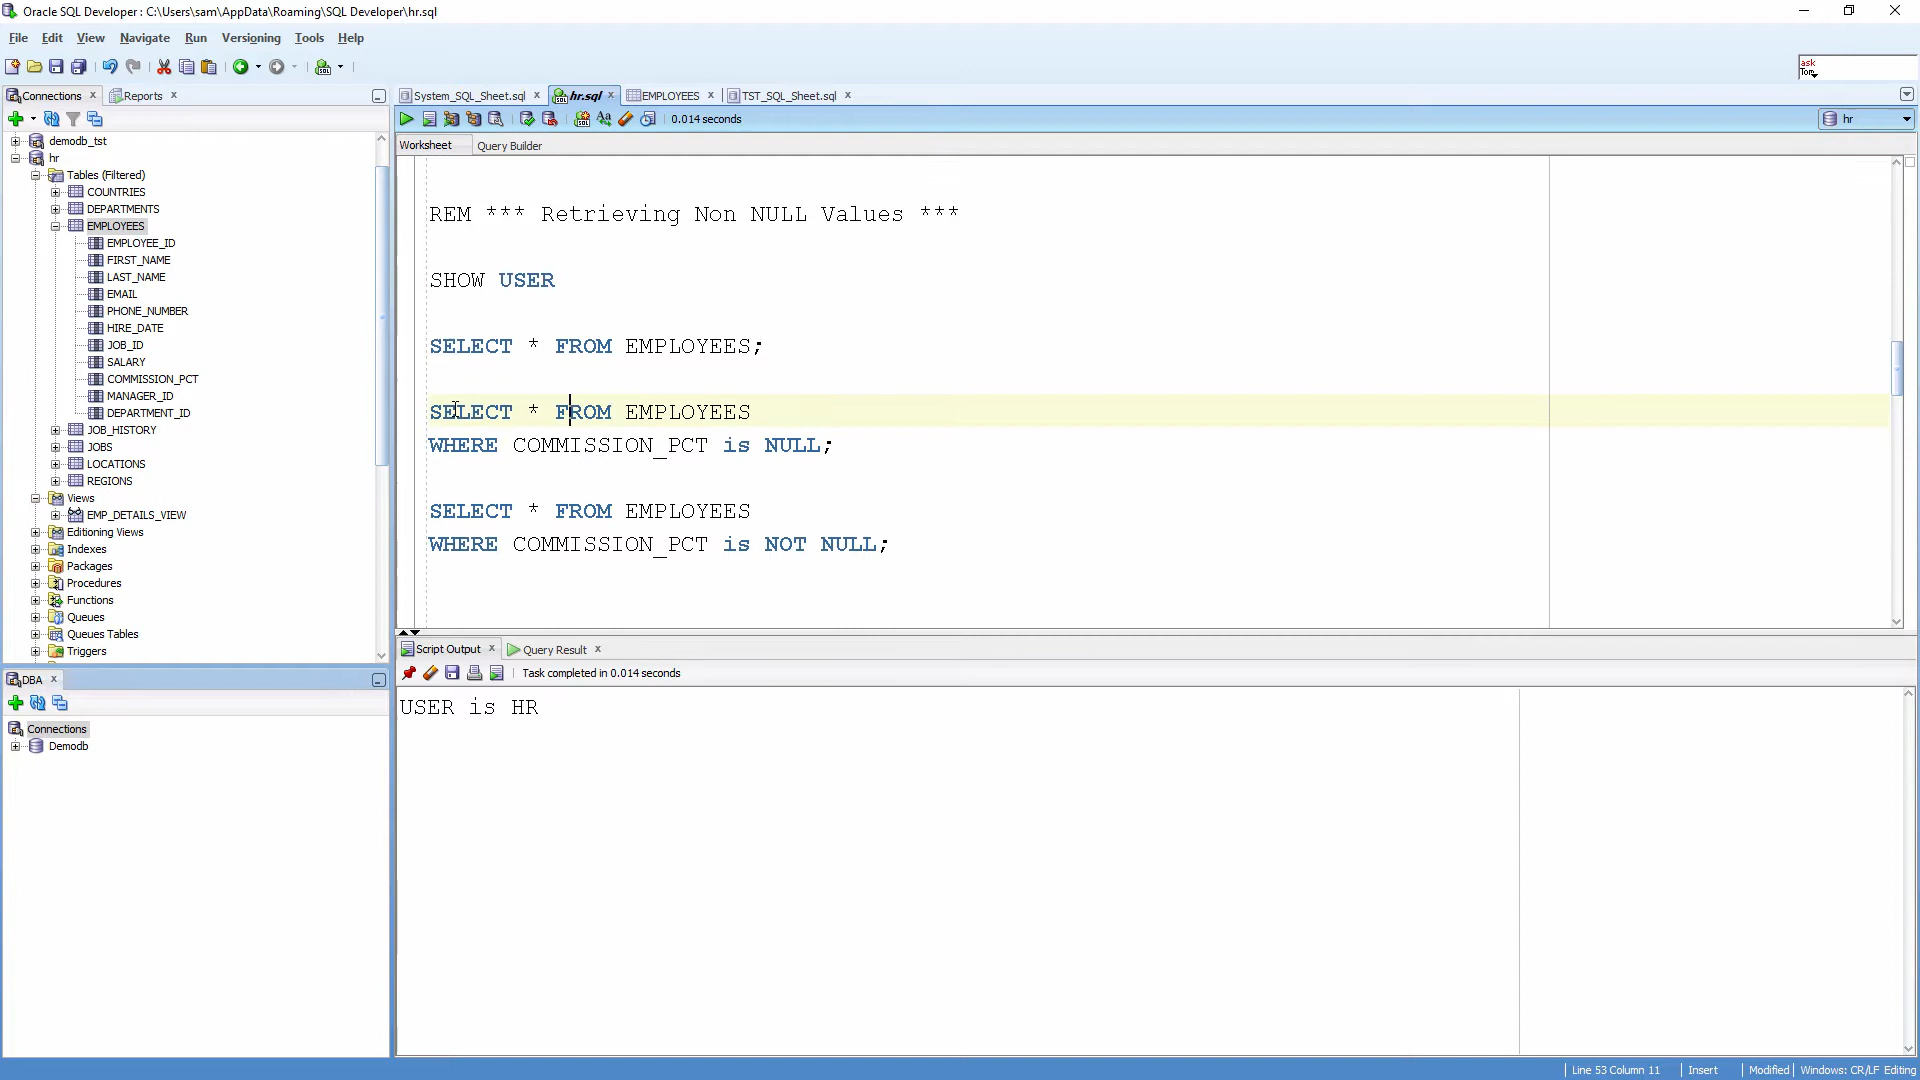 Oracle SQL Developer : C:\Users\sam\AppData\Roaming\SQL Developer\hr.sql
File Edit View Navigate Run Versioning Tools Help
ask
Tom
Connections
Reports
demodb_tst
hr
Tables (Filtered)
COUNTRIES
DEPARTMENTS
EMPLOYEES
EMPLOYEE_ID
FIRST_NAME
LAST_NAME
EMAIL
PHONE_NUMBER
HIRE_DATE
JOB_ID
SALARY
COMMISSION_PCT
MANAGER_ID
DEPARTMENT_ID
JOB_HISTORY
JOBS
LOCATIONS
REGIONS
Views
EMP_DETAILS_VIEW
Editioning Views
Indexes
Packages
Procedures
Functions
Queues
Queues Tables
Triggers
DBA
Connections
Demodb
System_SQL_Sheet.sql hr.sql EMPLOYEES TST_SQL_Sheet.sql
0.014 seconds
hr
Worksheet Query Builder
REM *** Retrieving Non NULL Values ***
SHOW USER
SELECT * FROM EMPLOYEES;
SELECT * FROM EMPLOYEES
WHERE COMMISSION_PCT is NULL;
SELECT * FROM EMPLOYEES
WHERE COMMISSION_PCT is NOT NULL;
Script Output Query Result
Task completed in 0.014 seconds
USER is HR
Line 53 Column 11 Insert Modified Windows: CR/LF Editing